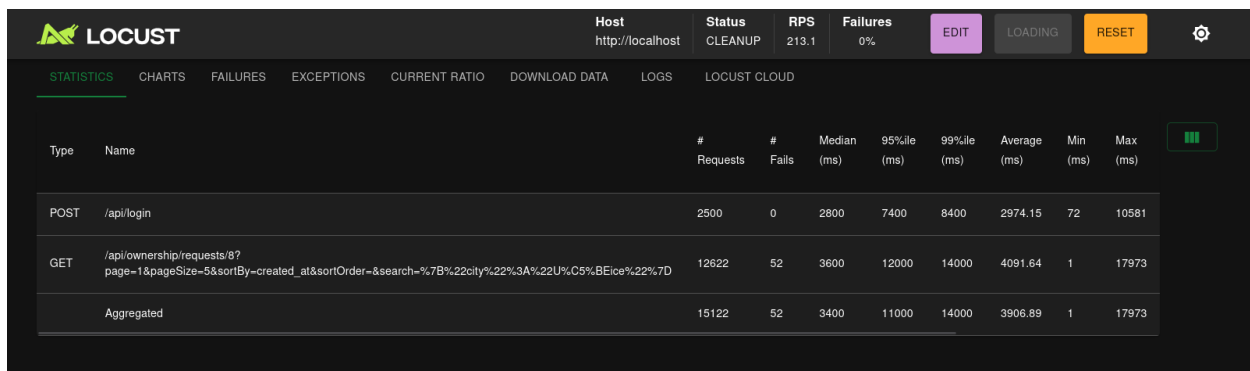 LOCUST
Host
http://localhost
Status
CLEANUP
RPS
213.1
Failures
0%
EDIT
LOADING
RESET
STATISTICS CHARTS FAILURES EXCEPTIONS CURRENT RATIO DOWNLOAD DATA LOGS LOCUST CLOUD
Type Name # Requests # Fails Median (ms) 95%ile (ms) 99%ile (ms) Average (ms) Min (ms) Max (ms)
POST /api/login 2500 0 2800 7400 8400 2974.15 72 10581
GET /api/ownership/requests/8?
page=1&pageSize=5&sortBy=created_at&sortOrder=&search=%7B%22city%22%3A%22U%C5%BEice%22%7D 12622 52 3600 12000 14000 4091.64 1 17973
Aggregated 15122 52 3400 11000 14000 3906.89 1 17973